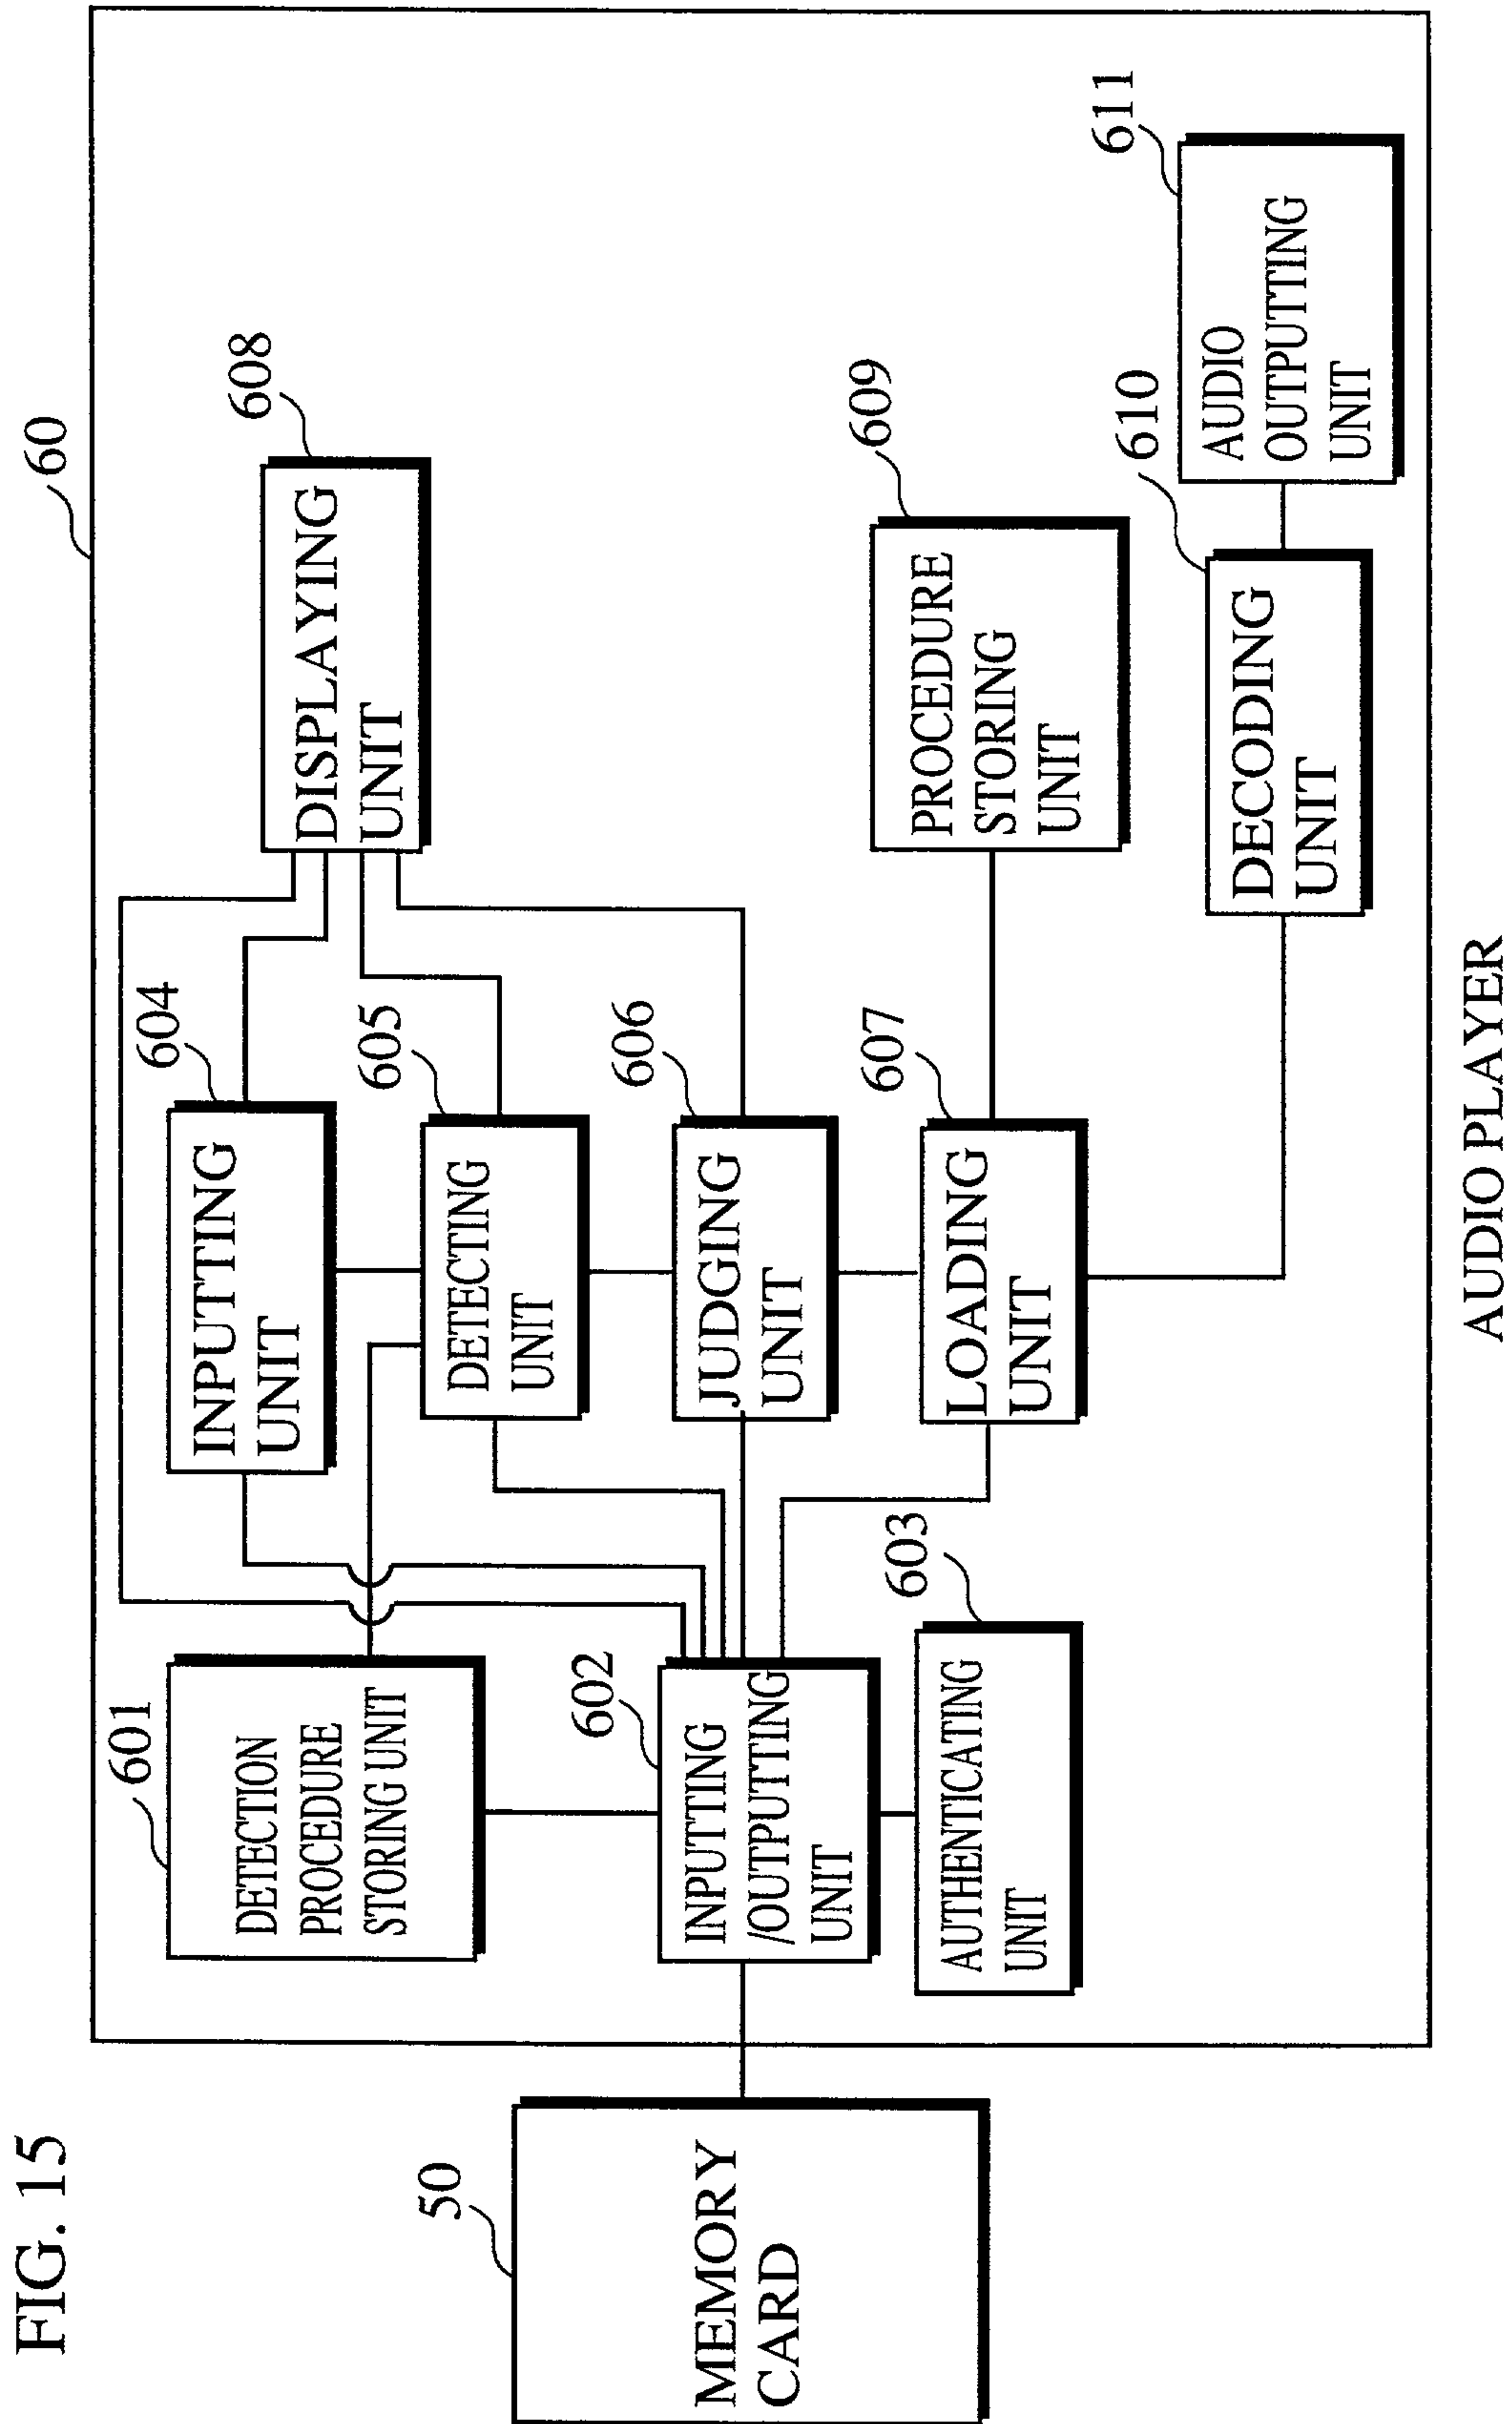 FIG. 15
60
601
DETECTION
PROCEDURE
STORING UNIT
604
INPUTTING
UNIT
608
DISPLAYING
UNIT
605
DETECTING
UNIT
50
MEMORY
CARD
602
INPUTTING
/OUTPUTTING
UNIT
606
JUDGING
UNIT
603
AUTHENTICATING
UNIT
607
LOADING
UNIT
609
PROCEDURE
STORING
UNIT
610
DECODING
UNIT
611
AUDIO
OUTPUTTING
UNIT
AUDIO PLAYER